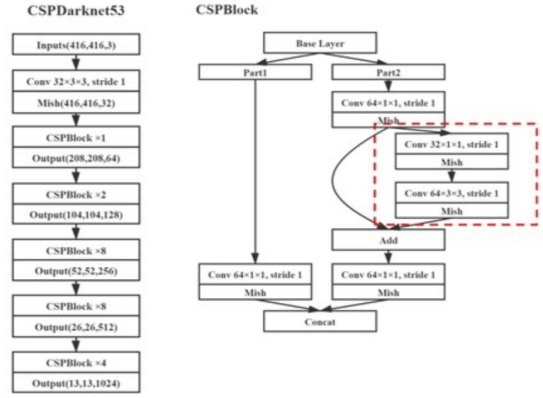 CSPDarknet53
Inputs(416,416,3)
Conv 32×3×3, stride 1
Mish(416,416,32)
CSPBlock ×1
Output(208,208,64)
CSPBlock ×2
Output(104,104,128)
CSPBlock ×8
Output(52,52,256)
CSPBlock ×8
Output(26,26,512)
CSPBlock ×4
Output(13,13,1024)
CSPBlock
Base Layer
Part1
Part2
Conv 64×1×1, stride 1
Mish
Conv 32×1×1, stride 1
Mish
Conv 64×3×3, stride 1
Mish
Add
Conv 64×1×1, stride 1
Mish
Conv 64×1×1, stride 1
Mish
Concat